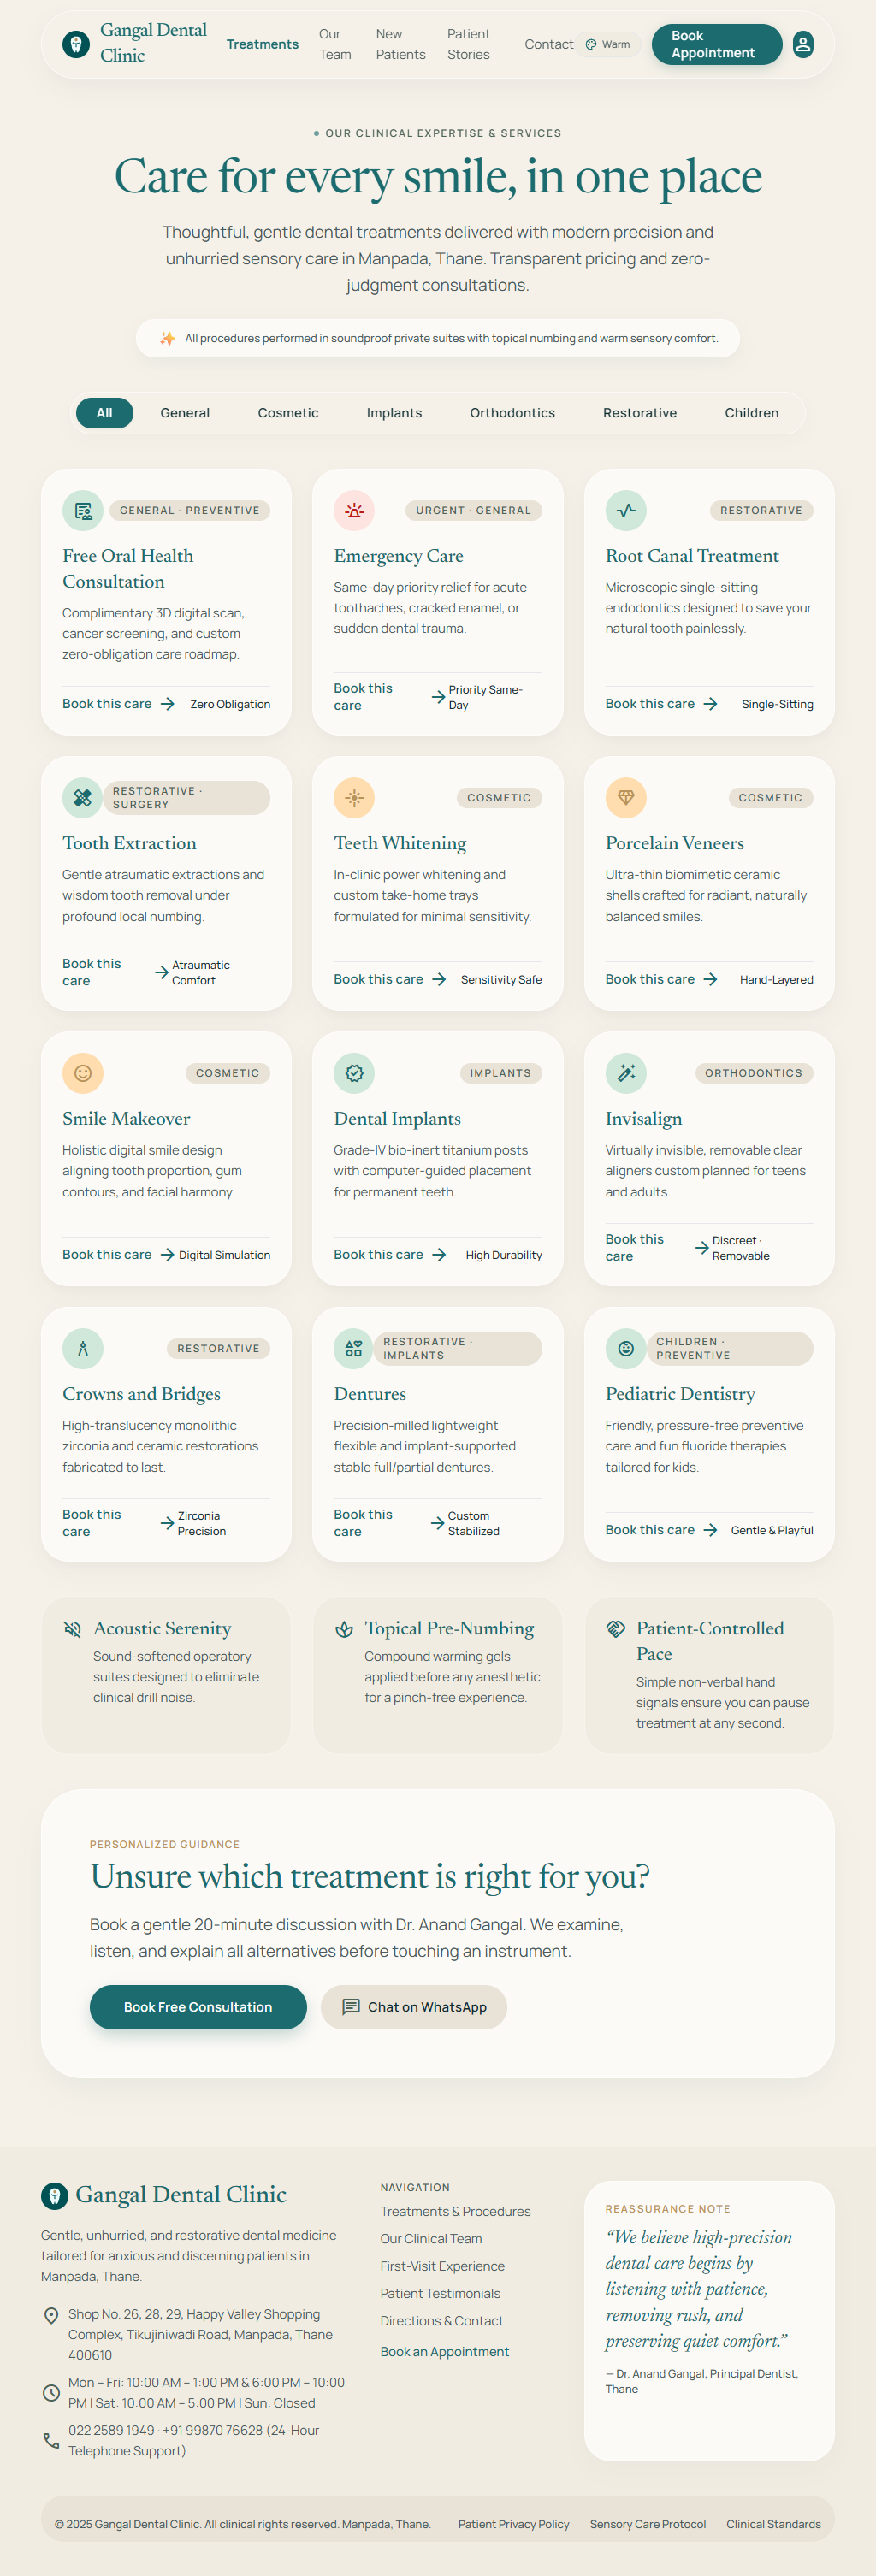 Gangal Dental
Clinic
Treatments
Our
Team
New
Patients
Patient
Stories
Contact
Warm
Book
Appointment
OUR CLINICAL EXPERTISE & SERVICES
Care for every smile, in one place
Thoughtful, gentle dental treatments delivered with modern precision and
unhurried sensory care in Manpada, Thane. Transparent pricing and zero-
judgment consultations.
All procedures performed in soundproof private suites with topical numbing and warm sensory comfort.
All
General
Cosmetic
Implants
Orthodontics
Restorative
Children
GENERAL · PREVENTIVE
Free Oral Health
Consultation
Complimentary 3D digital scan,
cancer screening, and custom
zero-obligation care roadmap.
Book this care
Zero Obligation
URGENT · GENERAL
Emergency Care
Same-day priority relief for acute
toothaches, cracked enamel, or
sudden dental trauma.
Book this
care
Priority Same-
Day
RESTORATIVE
Root Canal Treatment
Microscopic single-sitting
endodontics designed to save your
natural tooth painlessly.
Book this care
Single-Sitting
RESTORATIVE ·
SURGERY
Tooth Extraction
Gentle atraumatic extractions and
wisdom tooth removal under
profound local numbing.
Book this
care
Atraumatic
Comfort
COSMETIC
Teeth Whitening
In-clinic power whitening and
custom take-home trays
formulated for minimal sensitivity.
Book this care
Sensitivity Safe
COSMETIC
Porcelain Veneers
Ultra-thin biomimetic ceramic
shells crafted for radiant, naturally
balanced smiles.
Book this care
Hand-Layered
COSMETIC
Smile Makeover
Holistic digital smile design
aligning tooth proportion, gum
contours, and facial harmony.
Book this care
Digital Simulation
IMPLANTS
Dental Implants
Grade-IV bio-inert titanium posts
with computer-guided placement
for permanent teeth.
Book this care
High Durability
ORTHODONTICS
Invisalign
Virtually invisible, removable clear
aligners custom planned for teens
and adults.
Book this
care
Discreet ·
Removable
RESTORATIVE
Crowns and Bridges
High-translucency monolithic
zirconia and ceramic restorations
fabricated to last.
Book this
care
Zirconia
Precision
RESTORATIVE ·
IMPLANTS
Dentures
Precision-milled lightweight
flexible and implant-supported
stable full/partial dentures.
Book this
care
Custom
Stabilized
CHILDREN ·
PREVENTIVE
Pediatric Dentistry
Friendly, pressure-free preventive
care and fun fluoride therapies
tailored for kids.
Book this care
Gentle & Playful
Acoustic Serenity
Sound-softened operatory
suites designed to eliminate
clinical drill noise.
Topical Pre-Numbing
Compound warming gels
applied before any anesthetic
for a pinch-free experience.
Patient-Controlled
Pace
Simple non-verbal hand
signals ensure you can pause
treatment at any second.
PERSONALIZED GUIDANCE
Unsure which treatment is right for you?
Book a gentle 20-minute discussion with Dr. Anand Gangal. We examine,
listen, and explain all alternatives before touching an instrument.
Book Free Consultation
Chat on WhatsApp
Gangal Dental Clinic
Gentle, unhurried, and restorative dental medicine
tailored for anxious and discerning patients in
Manpada, Thane.
Shop No. 26, 28, 29, Happy Valley Shopping
Complex, Tikujiniwadi Road, Manpada, Thane
400610
Mon – Fri: 10:00 AM – 1:00 PM & 6:00 PM – 10:00
PM | Sat: 10:00 AM – 5:00 PM | Sun: Closed
022 2589 1949 · +91 99870 76628 (24-Hour
Telephone Support)
NAVIGATION
Treatments & Procedures
Our Clinical Team
First-Visit Experience
Patient Testimonials
Directions & Contact
Book an Appointment
REASSURANCE NOTE
“We believe high-precision
dental care begins by
listening with patience,
removing rush, and
preserving quiet comfort.”
— Dr. Anand Gangal, Principal Dentist,
Thane
© 2025 Gangal Dental Clinic. All clinical rights reserved. Manpada, Thane.
Patient Privacy Policy
Sensory Care Protocol
Clinical Standards